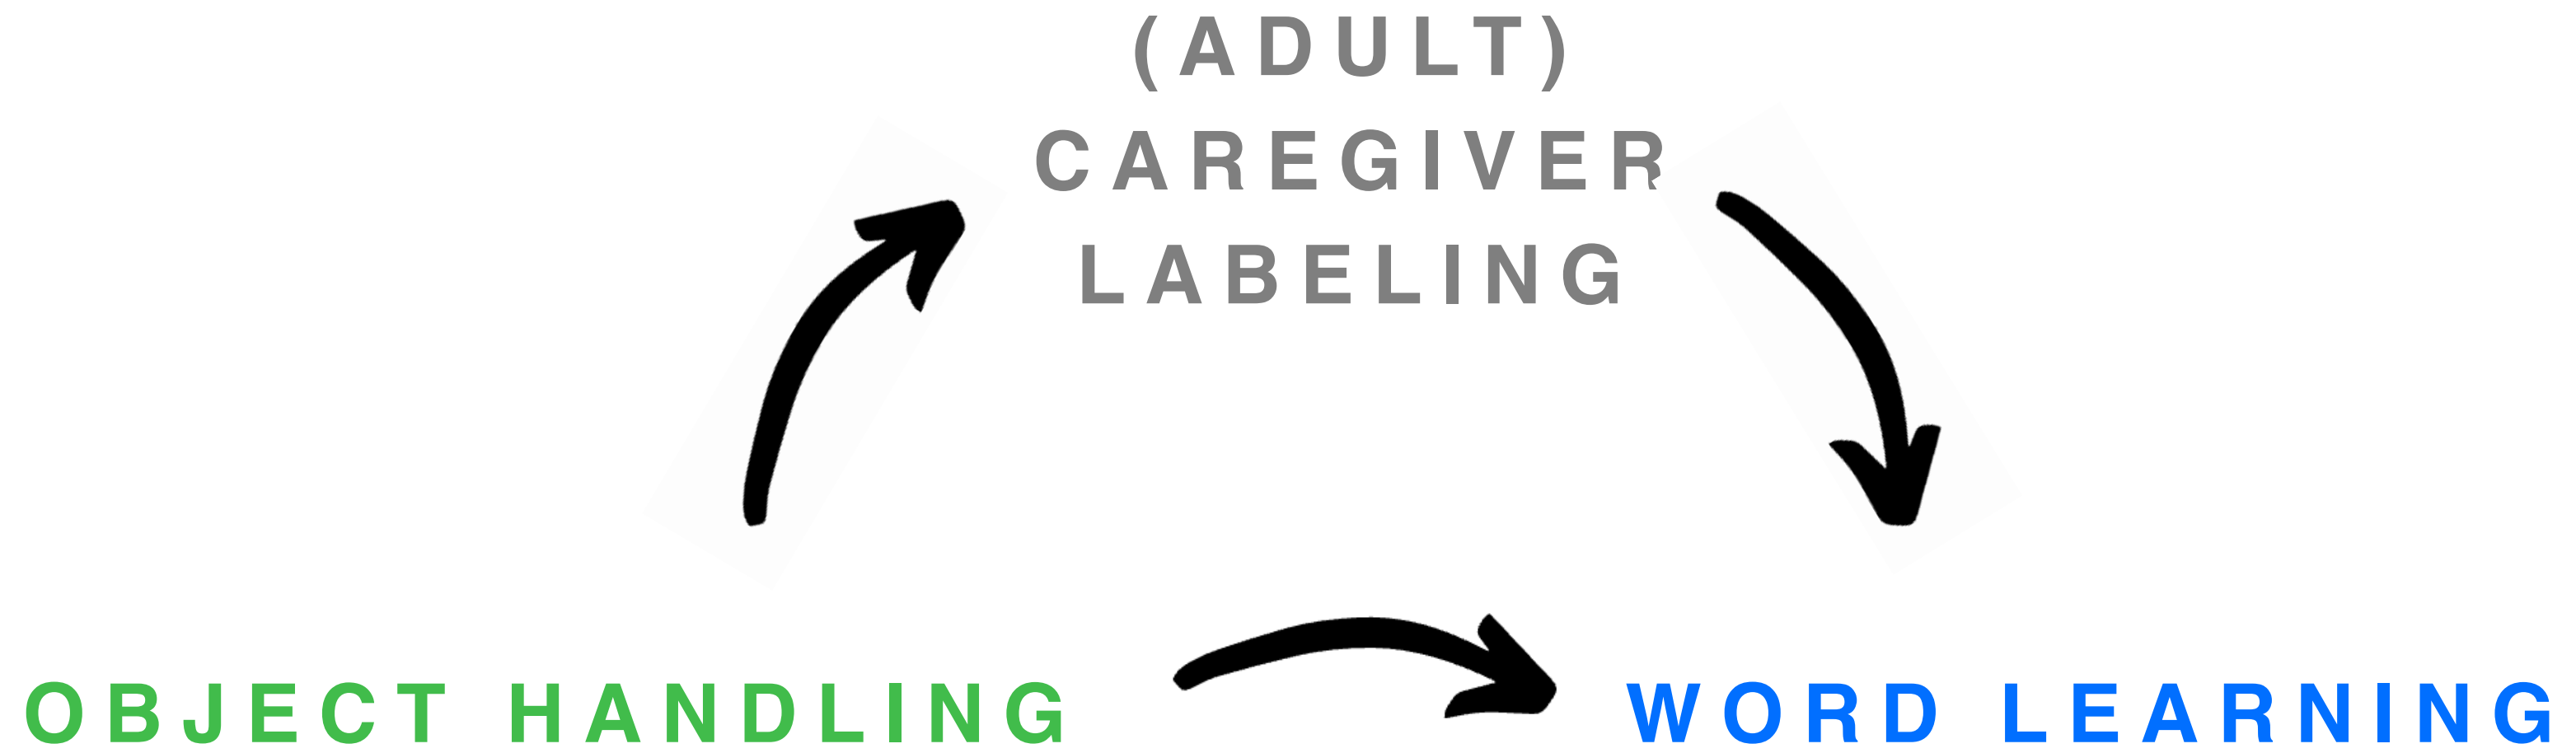 (ADULT)
CAREGIVER
LABELING
OBJECT HANDLING
WORD LEARNING